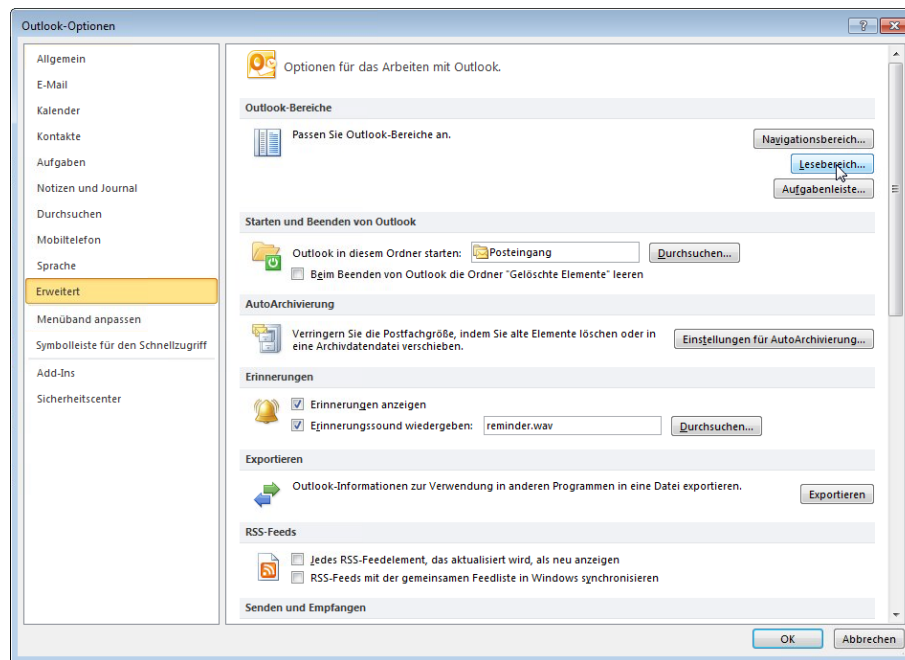 Outlook-Optionen
Allgemein
E-Mail
Kalender
Kontakte
Aufgaben
Notizen und Journal
Durchsuchen
Mobiltelefon
Sprache
Erweitert
Menüband anpassen
Symbolleiste für den Schnellzugriff
Add-Ins
Sicherheitscenter
Optionen für das Arbeiten mit Outlook.
Outlook-Bereiche
Passen Sie Outlook-Bereiche an.
Navigationsbereich...
Lesebereich...
Aufgabenleiste...
Starten und Beenden von Outlook
Outlook in diesem Ordner starten: Posteingang Durchsuchen...
Beim Beenden von Outlook die Ordner "Gelöschte Elemente" leeren
AutoArchivierung
Verringern Sie die Postfachgröße, indem Sie alte Elemente löschen oder in
eine Archivdatendatei verschieben.
Einstellungen für AutoArchivierung...
Erinnerungen
Erinnerungen anzeigen
Erinnerungssound wiedergeben: reminder.wav Durchsuchen...
Exportieren
Outlook-Informationen zur Verwendung in anderen Programmen in eine Datei exportieren.
Exportieren
RSS-Feeds
Jedes RSS-Feedelement, das aktualisiert wird, als neu anzeigen
RSS-Feeds mit der gemeinsamen Feedliste in Windows synchronisieren
Senden und Empfangen
OK Abbrechen